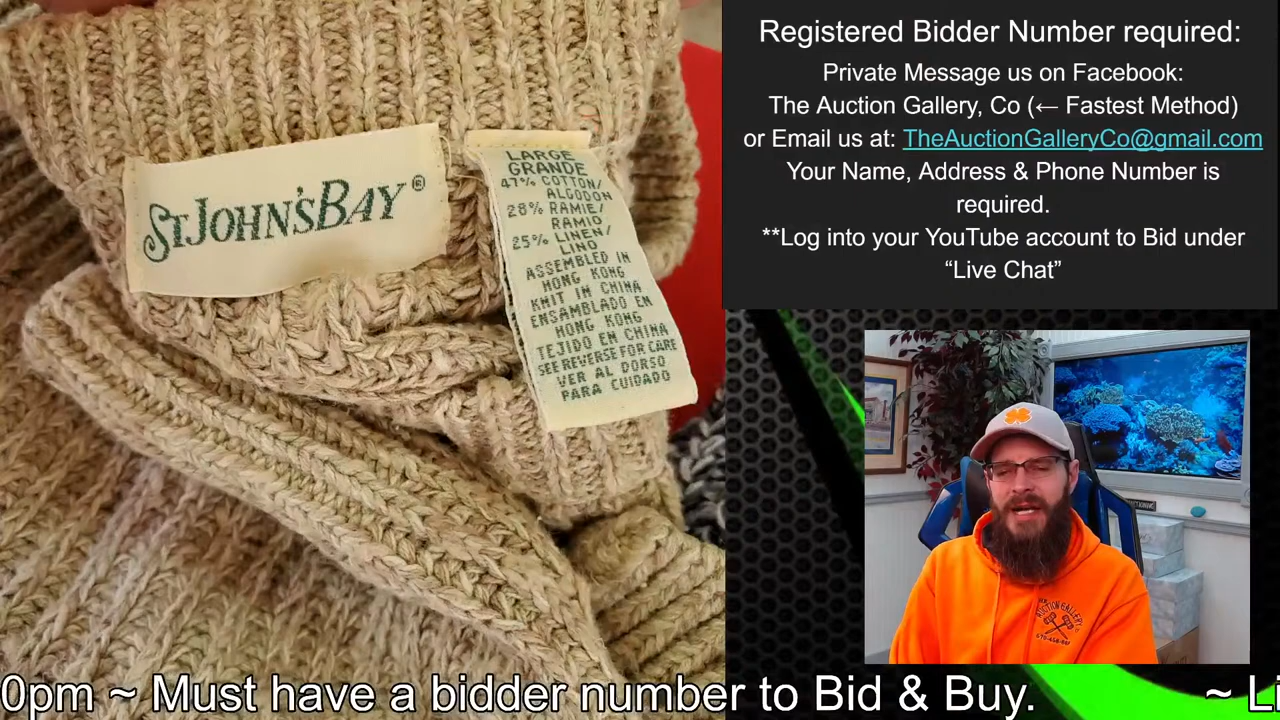 ST JOHN'S BAY®
LARGE
GRANDE
47% COTTON/
ALGODON
28% RAMIE/
RAMIO
25% LINEN/
LINO
ASSEMBLED IN
HONG KONG
KNIT IN CHINA
ENSAMBLADO EN
HONG KONG
TEJIDO EN CHINA
SEE REVERSE FOR CARE
VER AL DORSO
PARA CUIDADO
Registered Bidder Number required:
Private Message us on Facebook:
The Auction Gallery, Co (← Fastest Method)
or Email us at: TheAuctionGalleryCo@gmail.com
Your Name, Address & Phone Number is
required.
**Log into your YouTube account to Bid under
“Live Chat”
AUCTION GALLERY
0pm ~ Must have a bidder number to Bid & Buy. ~ Li